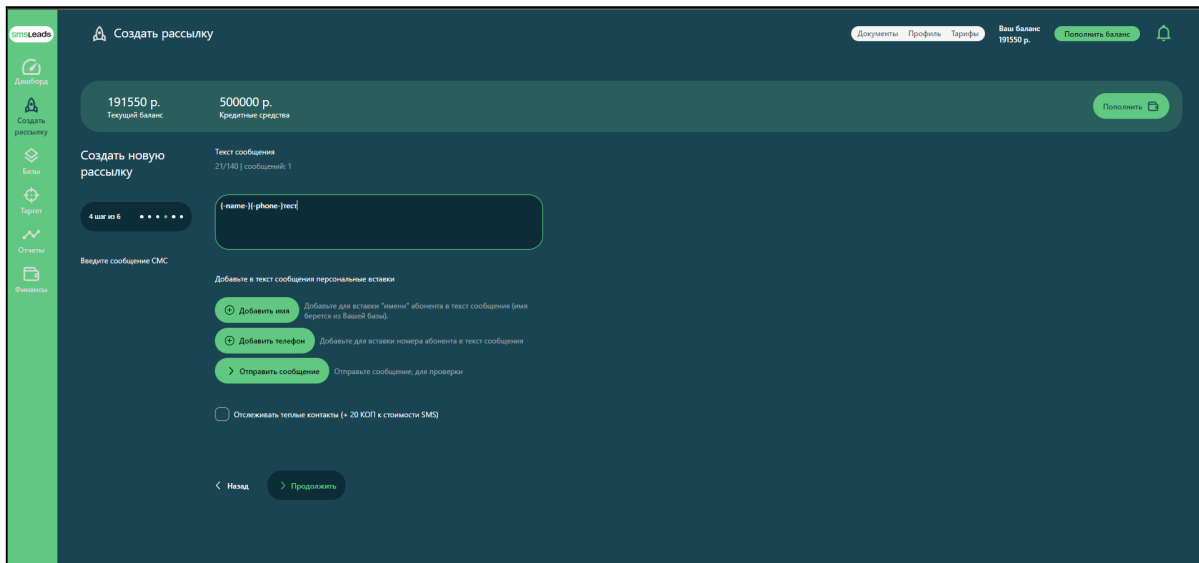 smsLeads
Дашборд
Создать
рассылку
Базы
Таргет
Отчеты
Финансы
Создать рассылку
Документы Профиль Тарифы
Ваш баланс
191550 р.
Пополнить баланс
191550 р.
Текущий баланс
500000 р.
Кредитные средства
Пополнить
Создать новую
рассылку
4 шаг из 6
Введите сообщение СМС
Текст сообщения
21/140 | сообщений: 1
{-name-}{-phone-}тест
Добавьте в текст сообщения персональные вставки
Добавить имя
Добавьте для вставки "имени" абонента в текст сообщения (имя
берется из Вашей базы).
Добавить телефон
Добавьте для вставки номера абонента в текст сообщения
Отправить сообщение
Отправьте сообщение, для проверки
Отслеживать теплые контакты (+ 20 КОП к стоимости SMS)
Назад
Продолжить